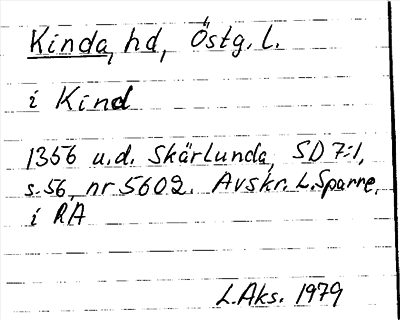 Kinda, hd, Östg. l.
i Kind
1356 u.d. Skärlunda, SD 7:1,
s. 56, nr 5602. Avskr. L. Sparre,
i RA
L. Aks. 1979